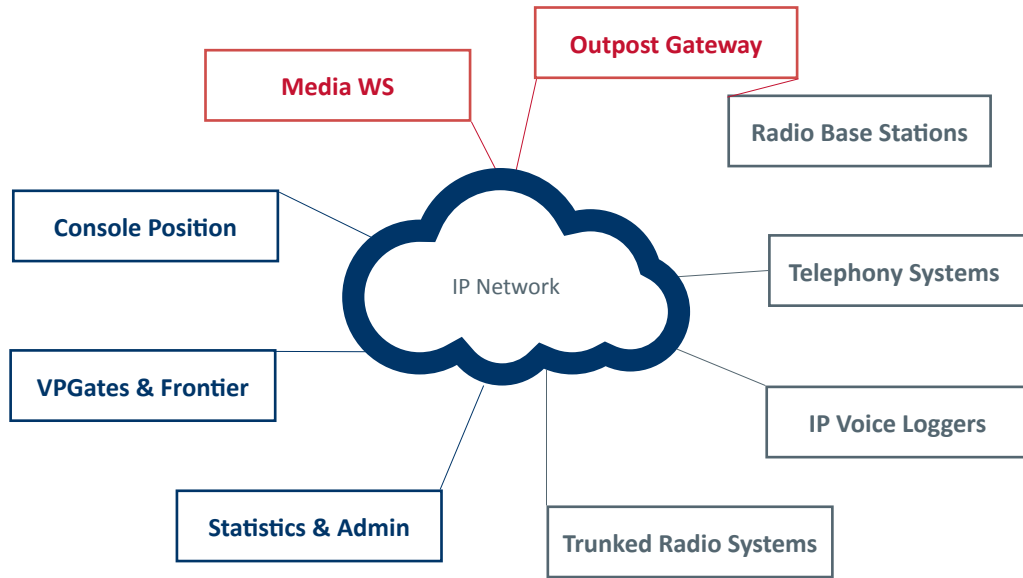 Outpost Gateway
Media WS
Radio Base Stations
Console Position
Telephony Systems
IP Network
VPGates & Frontier
IP Voice Loggers
Statistics & Admin
Trunked Radio Systems